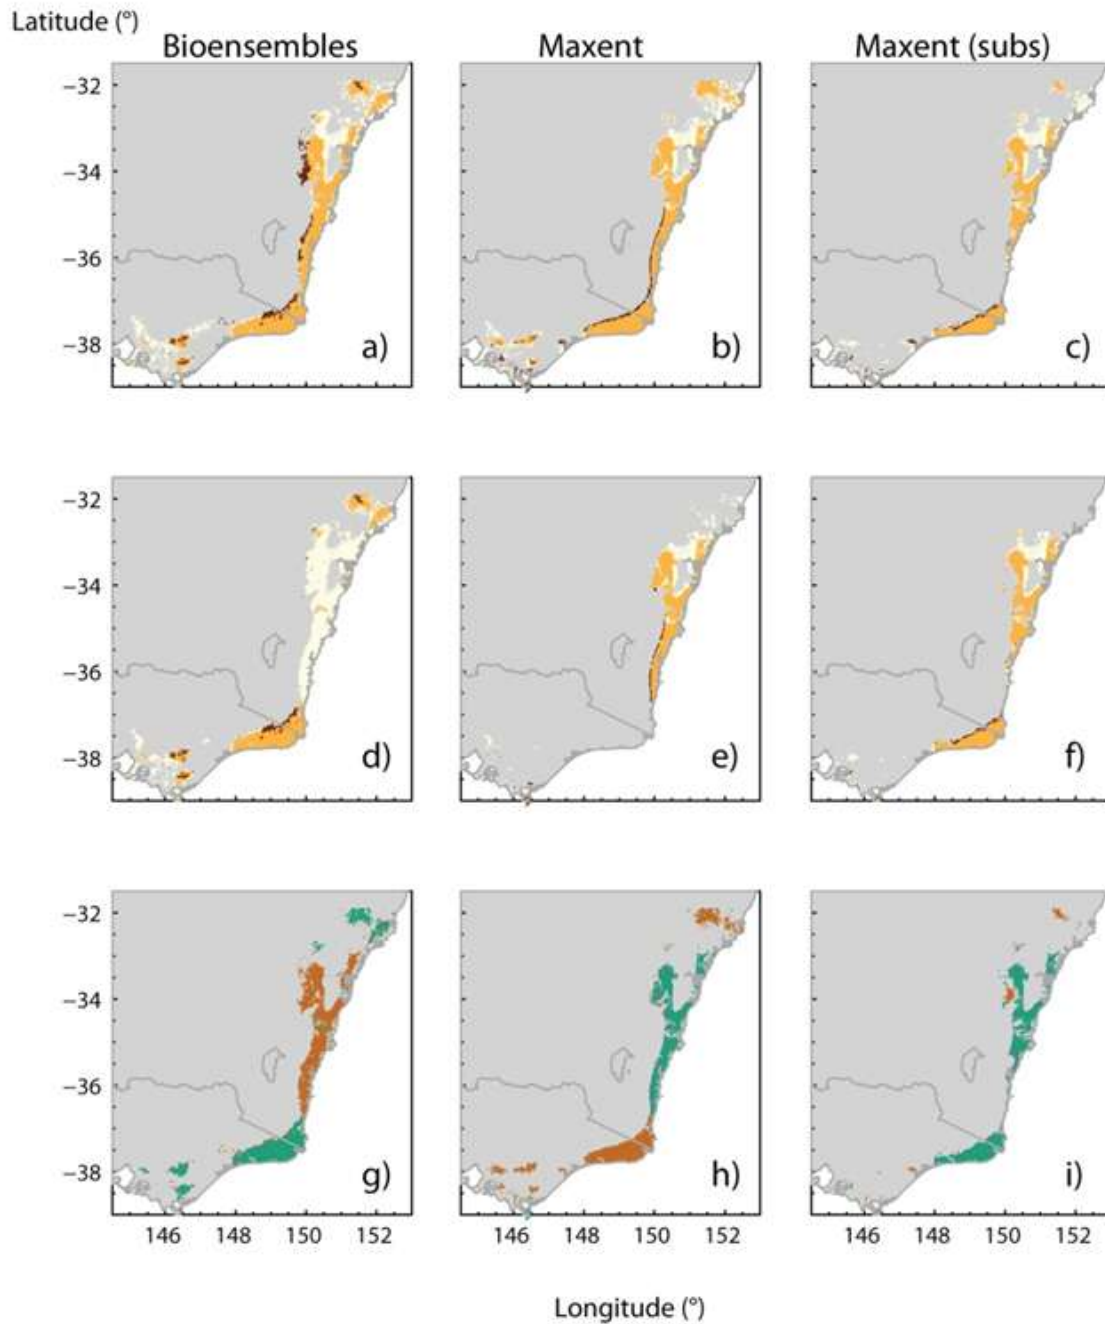 Latitude (°)
Bioensembles Maxent Maxent (subs)
−32
−34
−36
−38
a) b) c)
−32
−34
−36
−38
d) e) f)
−32
−34
−36
−38
g) h) i)
146 148 150 152 146 148 150 152 146 148 150 152
Longitude (°)